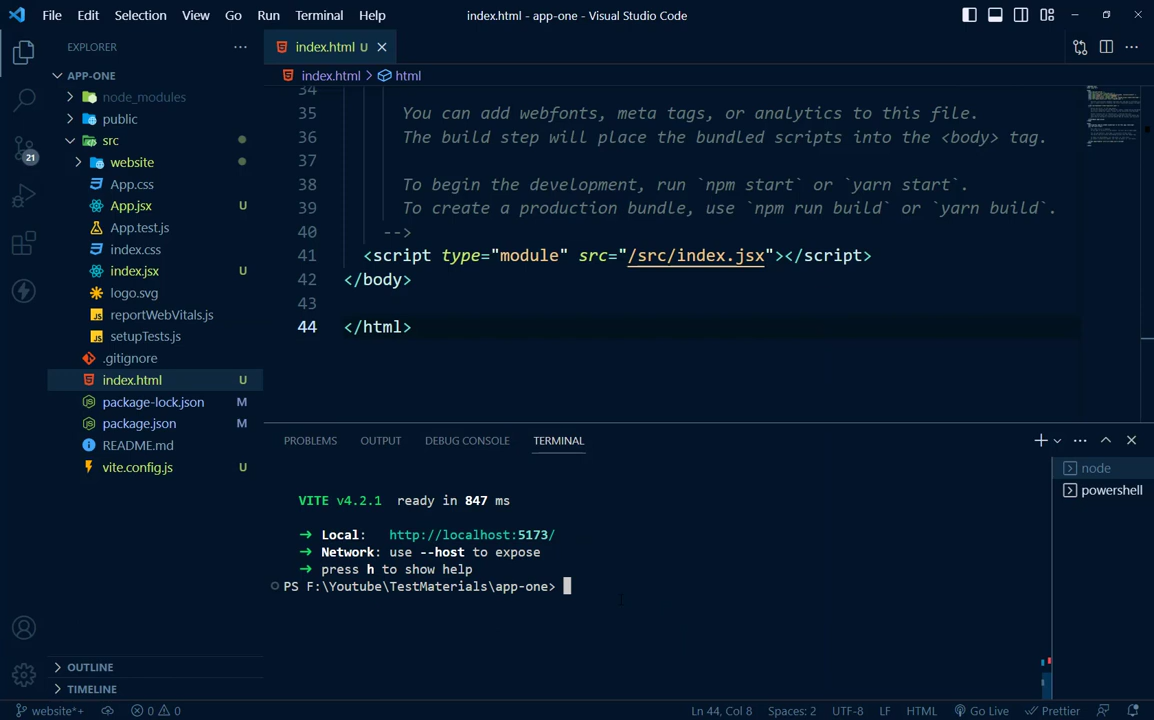 File Edit Selection View Go Run Terminal Help index.html - app-one - Visual Studio Code
EXPLORER
index.html U
APP-ONE
index.html > html
node_modules
public
src
website
App.css
App.jsx U
App.test.js
index.css
index.jsx U
logo.svg
reportWebVitals.js
setupTests.js
.gitignore
index.html U
package-lock.json M
package.json M
README.md
vite.config.js U
OUTLINE
TIMELINE
21
34
35 You can add webfonts, meta tags, or analytics to this file.
36 The build step will place the bundled scripts into the <body> tag.
37
38 To begin the development, run `npm start` or `yarn start`.
39 To create a production bundle, use `npm run build` or `yarn build`.
40 -->
41 <script type="module" src="/src/index.jsx"></script>
42 </body>
43
44 </html>
PROBLEMS OUTPUT DEBUG CONSOLE TERMINAL
node
powershell
VITE v4.2.1 ready in 847 ms
➜ Local: http://localhost:5173/
➜ Network: use --host to expose
➜ press h to show help
PS F:\Youtube\TestMaterials\app-one>
website*+ 0 0 Ln 44, Col 8 Spaces: 2 UTF-8 LF HTML Go Live Prettier